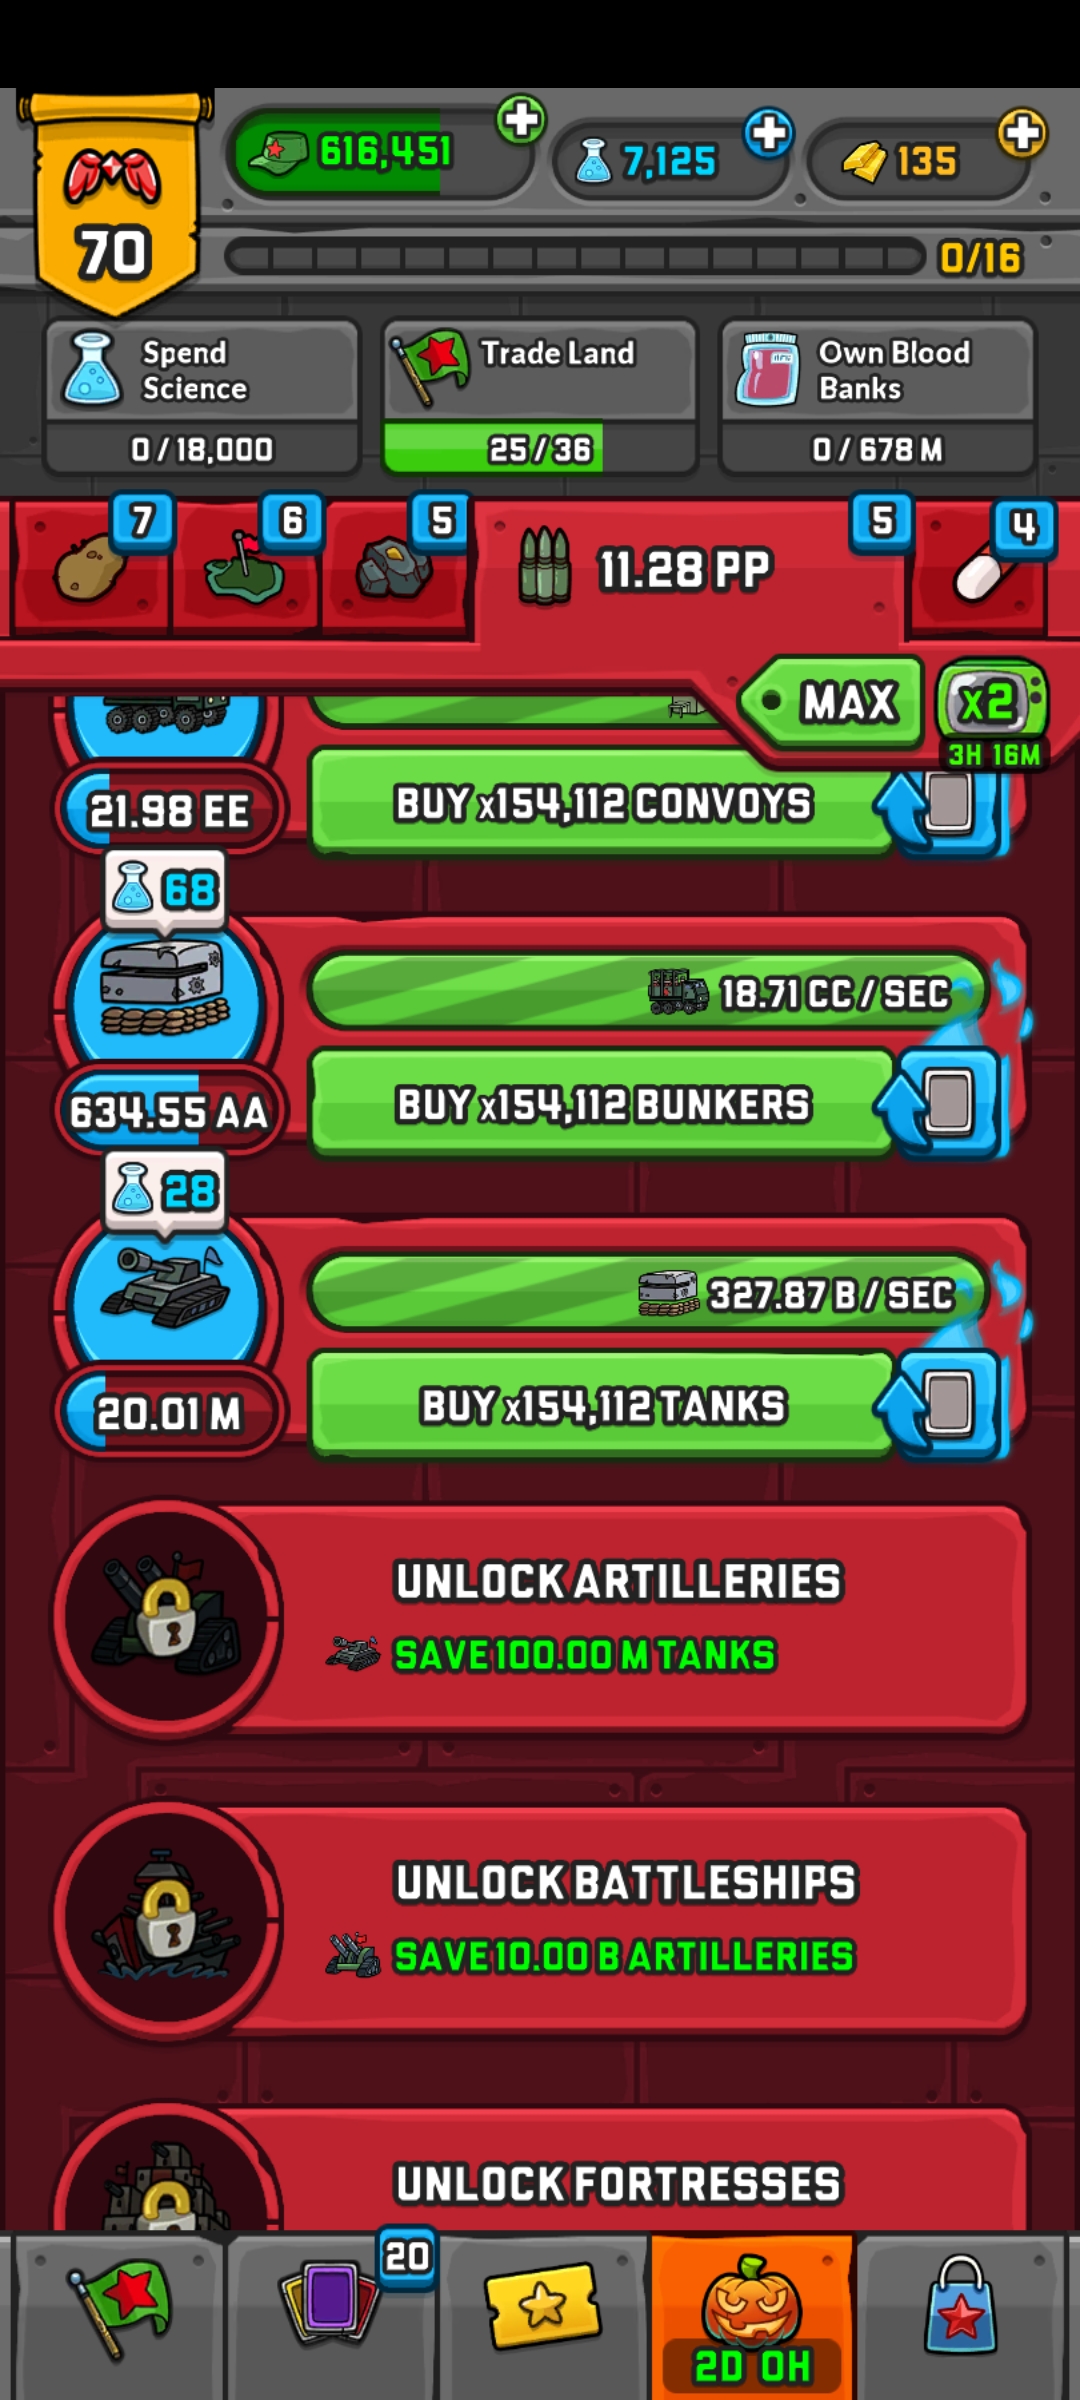 70
616,451
7,125
135
0/16
Spend
Science
0 / 18,000
Trade Land
25 / 36
Own Blood
Banks
0 / 678 M
7
6
5
11.28 PP
5
4
MAX
x2
3H 16M
21.98 EE
BUY x154,112 CONVOYS
68
18.71 CC / SEC
634.55 AA
BUY x154,112 BUNKERS
28
327.87 B / SEC
20.01 M
BUY x154,112 TANKS
UNLOCK ARTILLERIES
SAVE 100.00 M TANKS
UNLOCK BATTLESHIPS
SAVE 10.00 B ARTILLERIES
UNLOCK FORTRESSES
20
2D 0H